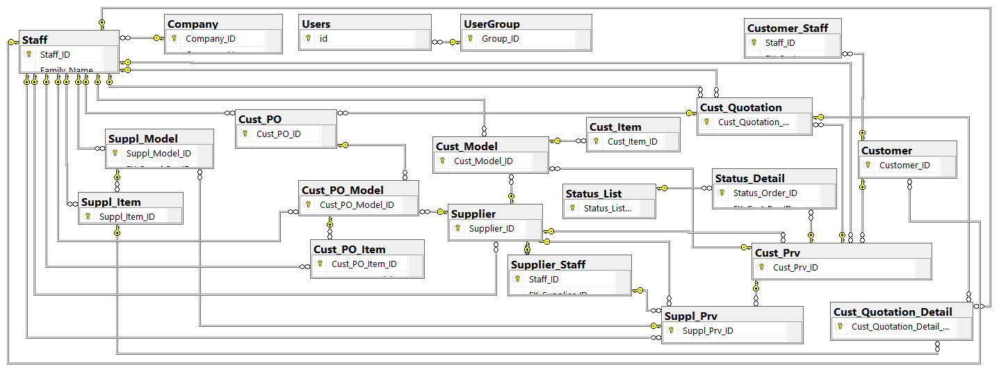 Company
Company_ID
Users
id
UserGroup
Group_ID
Customer_Staff
Staff_ID
Staff
Staff_ID
Family_Name
Cust_Quotation
Cust_Quotation_...
Cust_PO
Cust_PO_ID
Cust_Item
Cust_Item_ID
Suppl_Model
Suppl_Model_ID
Cust_Model
Cust_Model_ID
Customer
Customer_ID
Status_Detail
Status_Order_ID
Cust_PO_Model
Cust_PO_Model_ID
Status_List
Status_List...
Suppl_Item
Suppl_Item_ID
Supplier
Supplier_ID
Cust_PO_Item
Cust_PO_Item_ID
Cust_Prv
Cust_Prv_ID
Supplier_Staff
Staff_ID
FK_Supplier_ID
Suppl_Prv
Suppl_Prv_ID
Cust_Quotation_Detail
Cust_Quotation_Detail_...